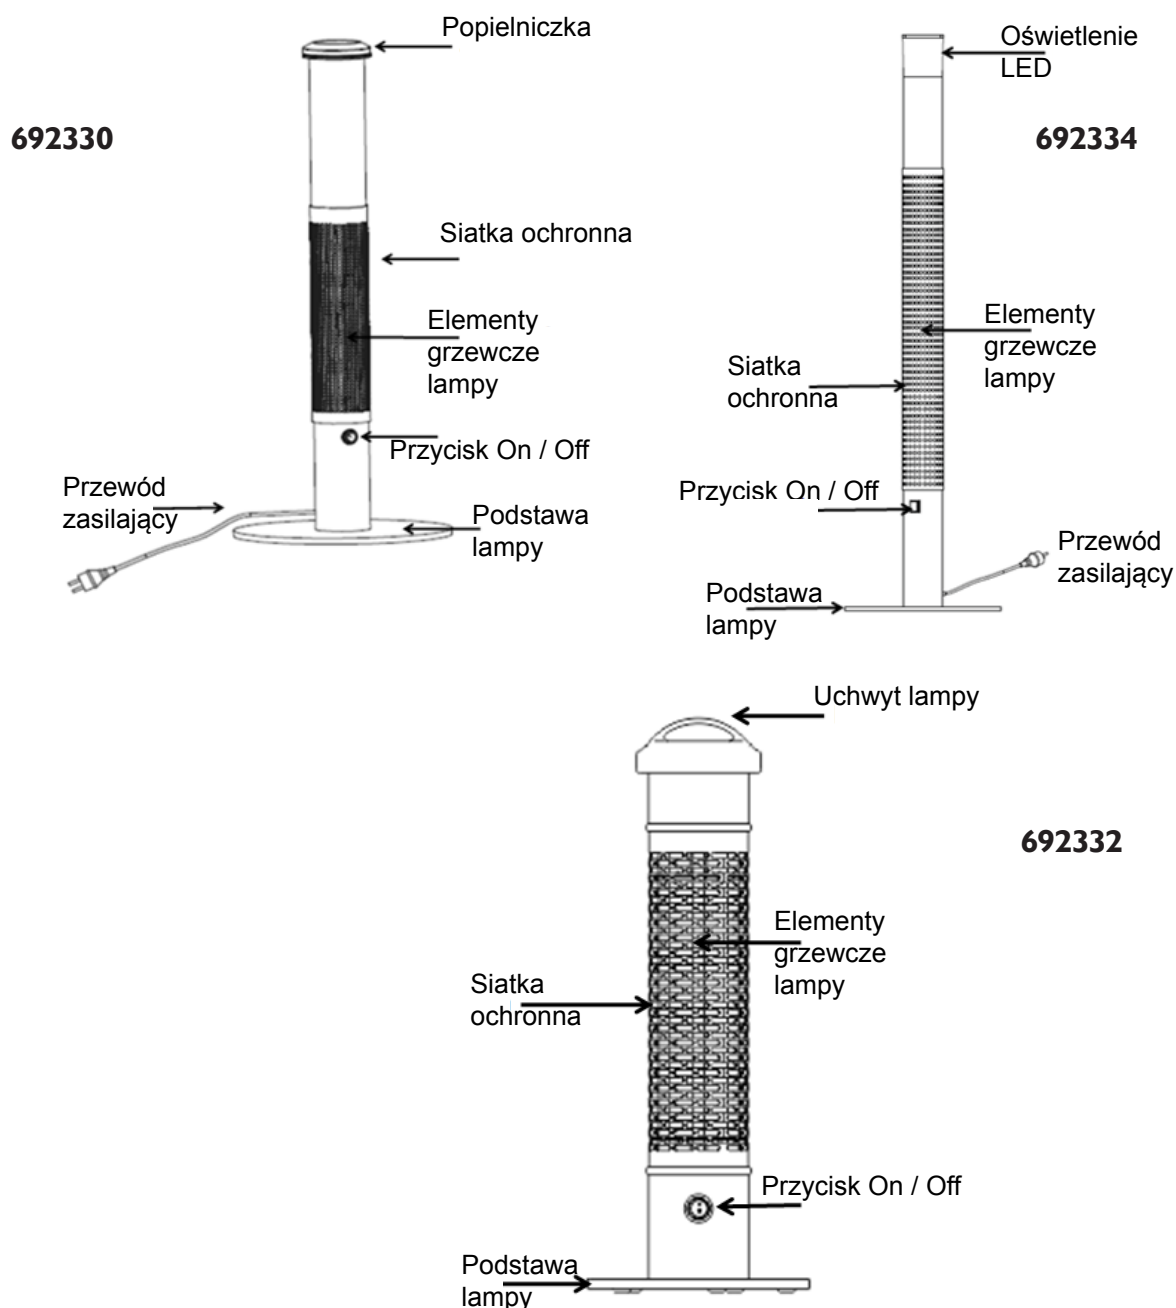 Popielniczka
692330
Siatka ochronna
Elementy
grzewcze
lampy
Przycisk On / Off
Przewód
zasilający
Podstawa
lampy
Oświetlenie
LED
692334
Elementy
grzewcze
lampy
Siatka
ochronna
Przycisk On / Off
Przewód
zasilający
Podstawa
lampy
Uchwyt lampy
692332
Elementy
grzewcze
lampy
Siatka
ochronna
Przycisk On / Off
Podstawa
lampy